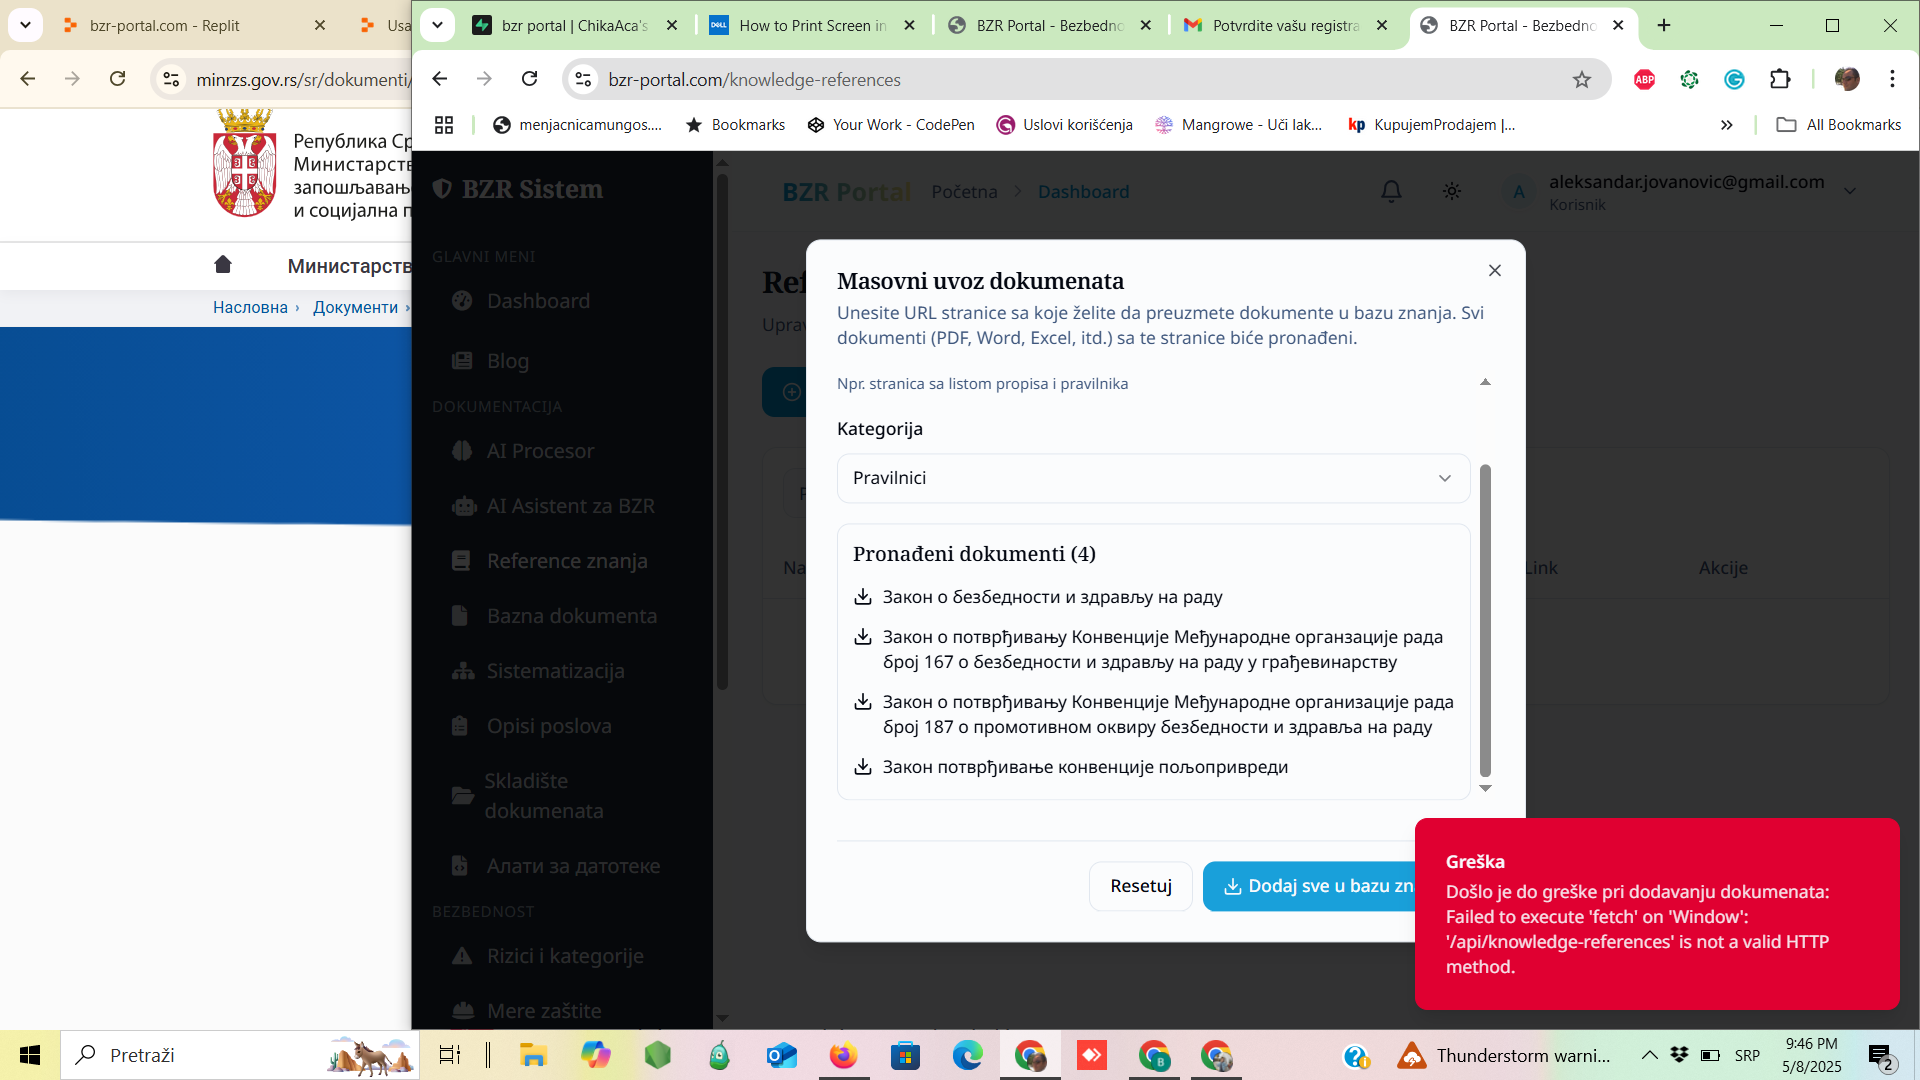 bzr-portal.com - Replit
Usa
bzr portal | ChikaAca's
How to Print Screen in
BZR Portal - Bezbedno
Potvrdite vašu registra
BZR Portal - Bezbedno
minrzs.gov.rs/sr/dokumenti/
bzr-portal.com/knowledge-references
ABP
menjacnicamungos....
Bookmarks
Your Work - CodePen
Uslovi korišćenja
Mangrowe - Uči lak...
kp
KupujemProdajem |...
All Bookmarks
Република Ср
Министарств
запошљавањ
и социјална п
Министарств
Насловна › Документи ›
BZR Sistem
GLAVNI MENI
Dashboard
Blog
DOKUMENTACIJA
AI Procesor
AI Asistent za BZR
Reference znanja
Bazna dokumenta
Sistematizacija
Opisi poslova
Skladište
dokumenata
Алати за датотеке
BEZBEDNOST
Rizici i kategorije
Mere zaštite
BZR Portal
Početna
Dashboard
A
aleksandar.jovanovic@gmail.com
Korisnik
Ref
Uprav
Na
Link
Akcije
Masovni uvoz dokumenata
Unesite URL stranice sa koje želite da preuzmete dokumente u bazu znanja. Svi
dokumenti (PDF, Word, Excel, itd.) sa te stranice biće pronađeni.
Npr. stranica sa listom propisa i pravilnika
Kategorija
Pravilnici
Pronađeni dokumenti (4)
Закон о безбедности и здрављу на раду
Закон о потврђивању Конвенције Међународне органзације рада
број 167 о безбедности и здрављу на раду у грађевинарству
Закон о потврђивању Конвенције Међународне организације рада
број 187 о промотивном оквиру безбедности и здравља на раду
Закон потврђивање конвенције пољопривреди
Resetuj
Dodaj sve u bazu zn
Greška
Došlo je do greške pri dodavanju dokumenata:
Failed to execute 'fetch' on 'Window':
'/api/knowledge-references' is not a valid HTTP
method.
Pretraži
Thunderstorm warni...
SRP
9:46 PM
5/8/2025
2